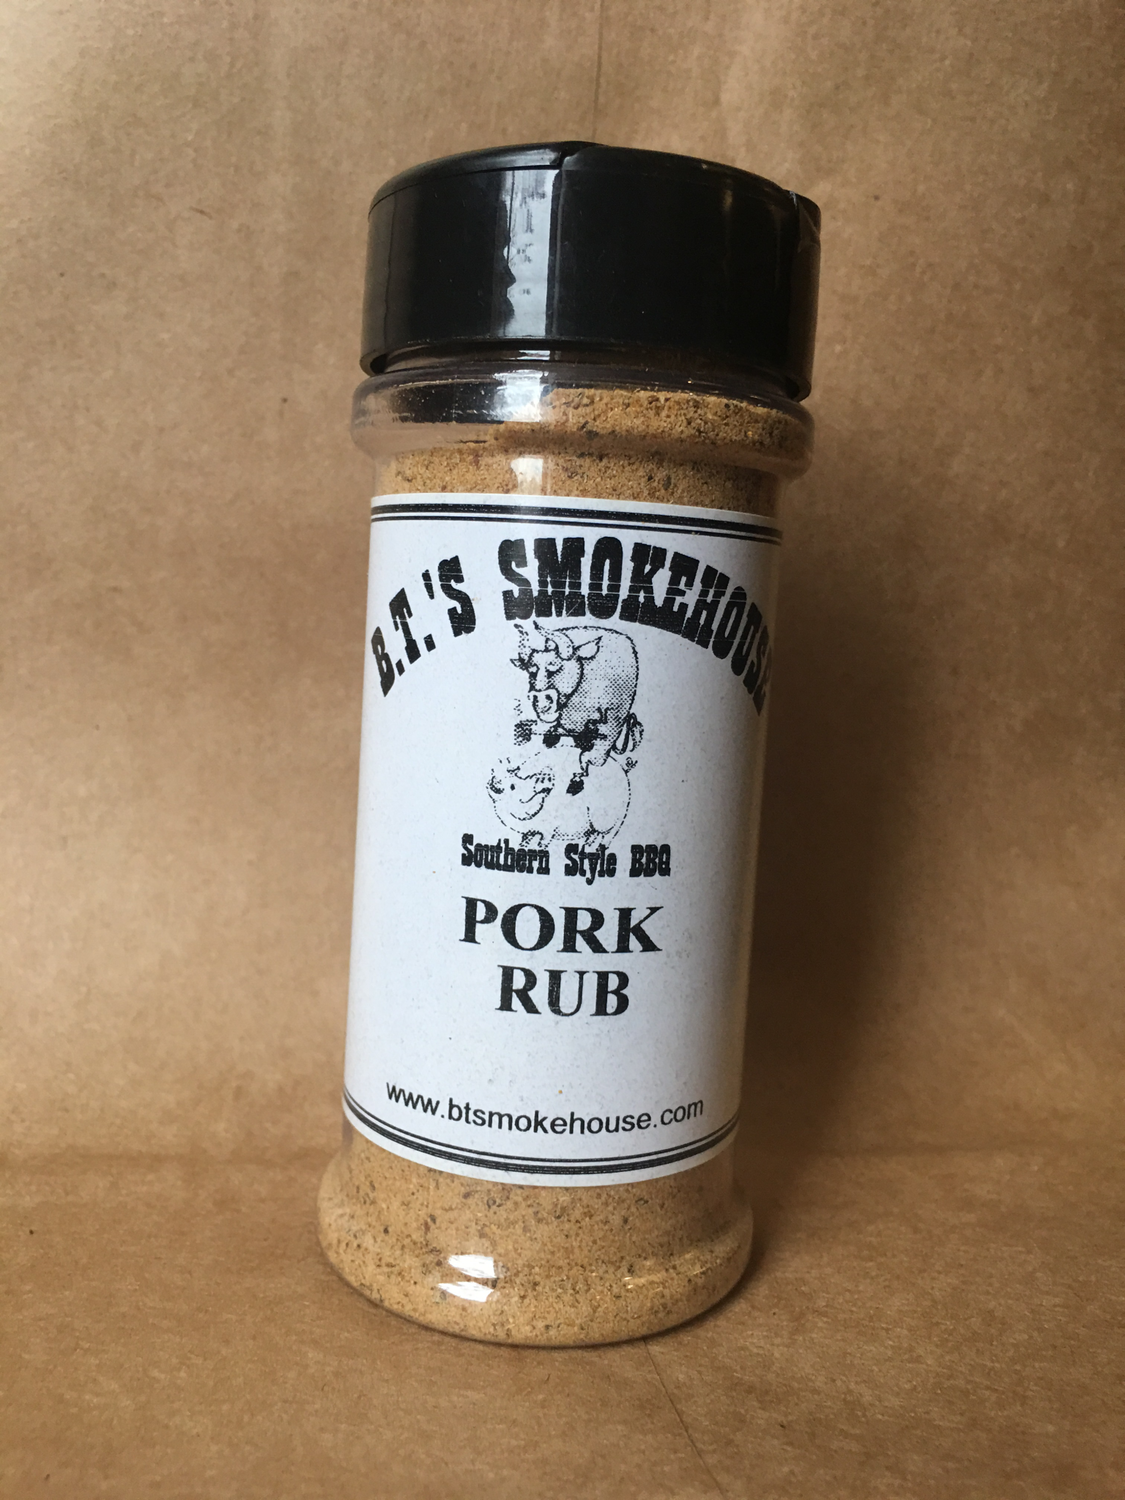 B.T.'S SMOKEHOUSE
Southern Style BBQ
PORK
RUB
www.btsmokehouse.com